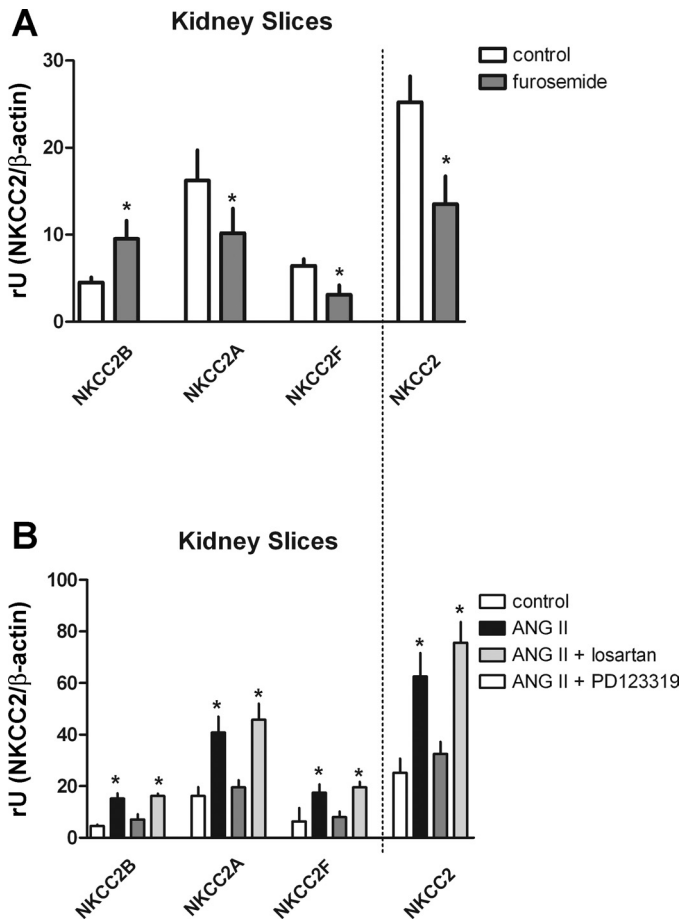 A
Kidney Slices
control
furosemide
rU (NKCC2/β-actin)
30
20
10
0
*
*
*
*
NKCC2B
NKCC2A
NKCC2F
NKCC2
B
Kidney Slices
control
ANG II
ANG II + losartan
ANG II + PD123319
rU (NKCC2/β-actin)
100
80
60
40
20
0
*
*
*
*
*
*
*
*
NKCC2B
NKCC2A
NKCC2F
NKCC2